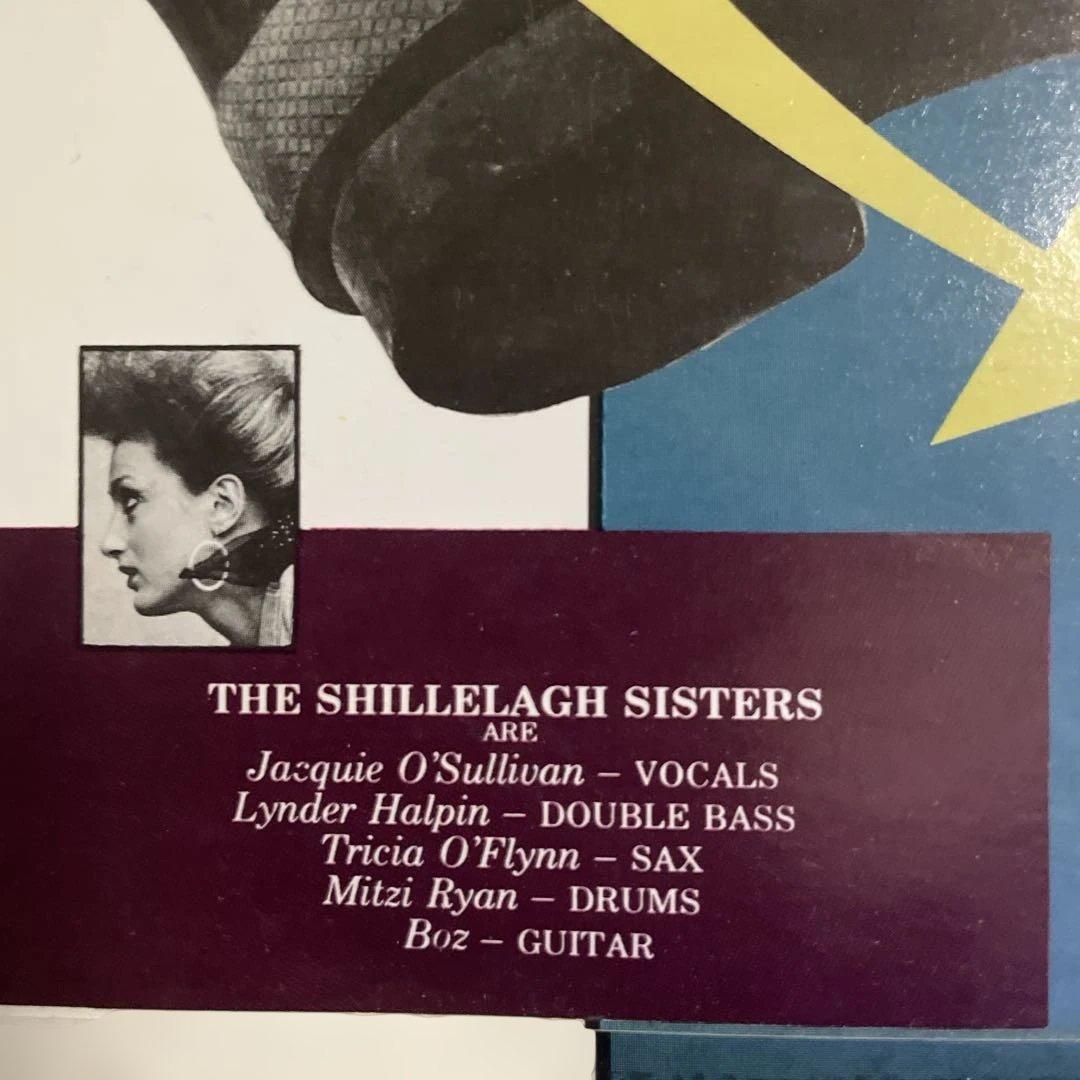 THE SHILLELAGH SISTERS
ARE
Jacquie O'Sullivan – VOCALS
Lynder Halpin – DOUBLE BASS
Tricia O'Flynn – SAX
Mitzi Ryan – DRUMS
Boz – GUITAR